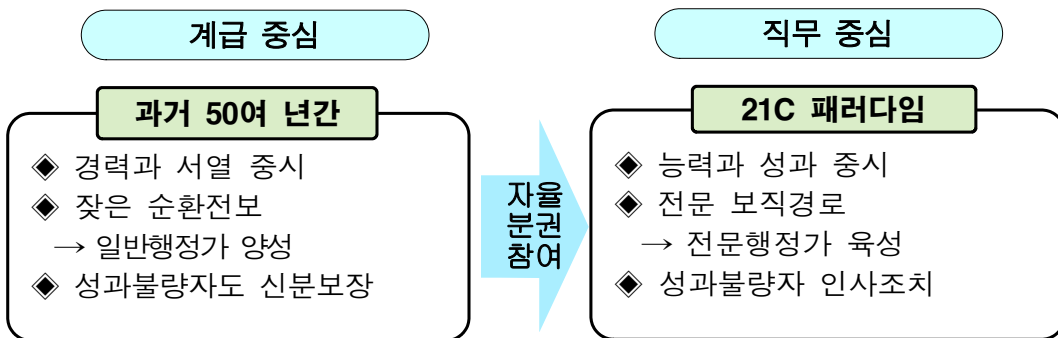 계급 중심
과거 50여 년간
◈ 경력과 서열 중시
◈ 잦은 순환전보
→ 일반행정가 양성
◈ 성과불량자도 신분보장
자율
분권
참여
직무 중심
21C 패러다임
◈ 능력과 성과 중시
◈ 전문 보직경로
→ 전문행정가 육성
◈ 성과불량자 인사조치